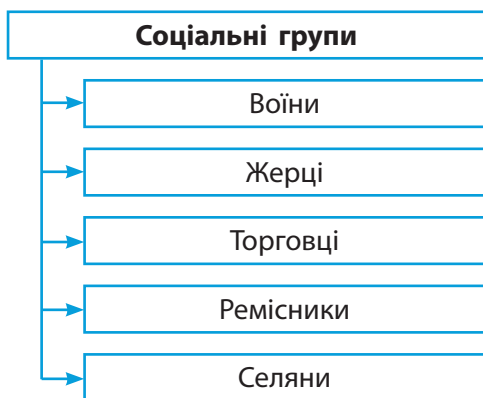 Соціальні групи
Воїни
Жерці
Торговці
Ремісники
Селяни